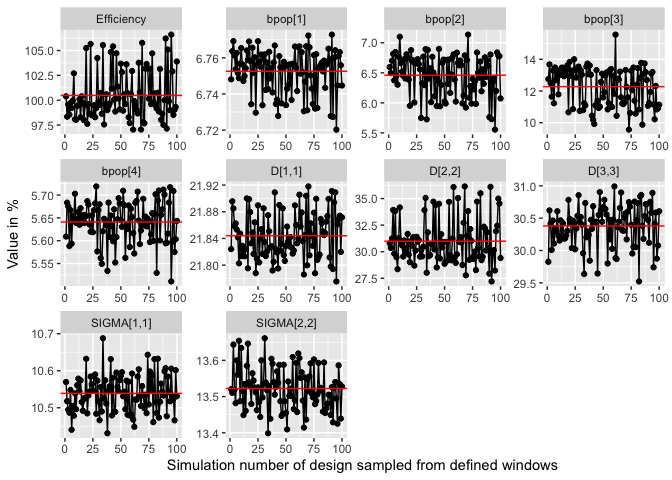 Efficiency bpop[1] bpop[2] bpop[3]
105.0 102.5 100.0 97.5
6.76 6.74 6.72
7.0 6.5 6.0 5.5
14 12 10
0 25 50 75 100 0 25 50 75 100 0 25 50 75 100 0 25 50 75 100
bpop[4] D[1,1] D[2,2] D[3,3]
5.70 5.65 5.60 5.55
21.92 21.88 21.84 21.80
35.0 32.5 30.0 27.5
31.0 30.5 30.0 29.5
0 25 50 75 100 0 25 50 75 100 0 25 50 75 100 0 25 50 75 100
SIGMA[1,1] SIGMA[2,2]
10.7 10.6 10.5
13.6 13.5 13.4
0 25 50 75 100 0 25 50 75 100
Value in %
Simulation number of design sampled from defined windows